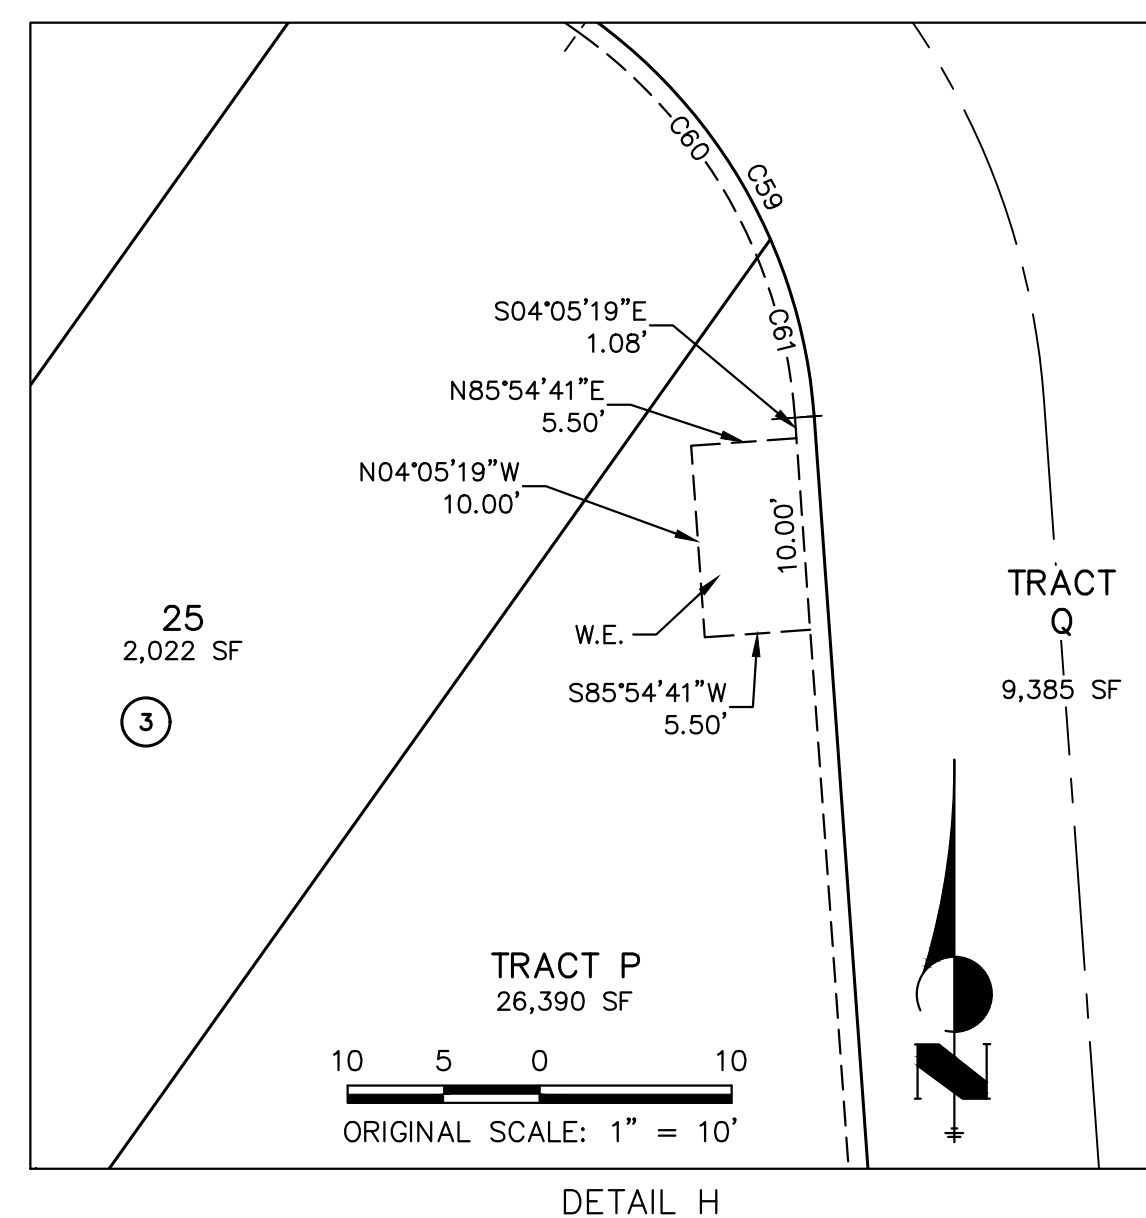 C60
C59
S04°05'19"E
1.08'
C61
N85°54'41"E
5.50'
N04°05'19"W
10.00'
10.00'
TRACT
Q
9,385 SF
25
2,022 SF
3
W.E.
S85°54'41"W
5.50'
TRACT P
26,390 SF
10 5 0 10
ORIGINAL SCALE: 1" = 10'
N
DETAIL H